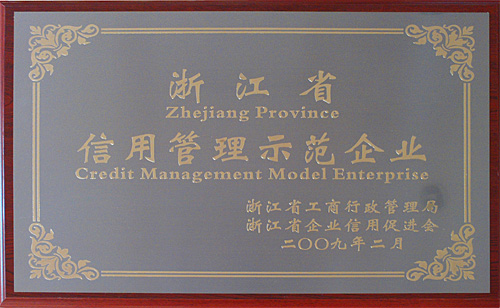 浙江省
Zhejiang Province
信用管理示范企业
Credit Management Model Enterprise
浙江省工商行政管理局
浙江省企业信用促进会
二〇〇九年二月